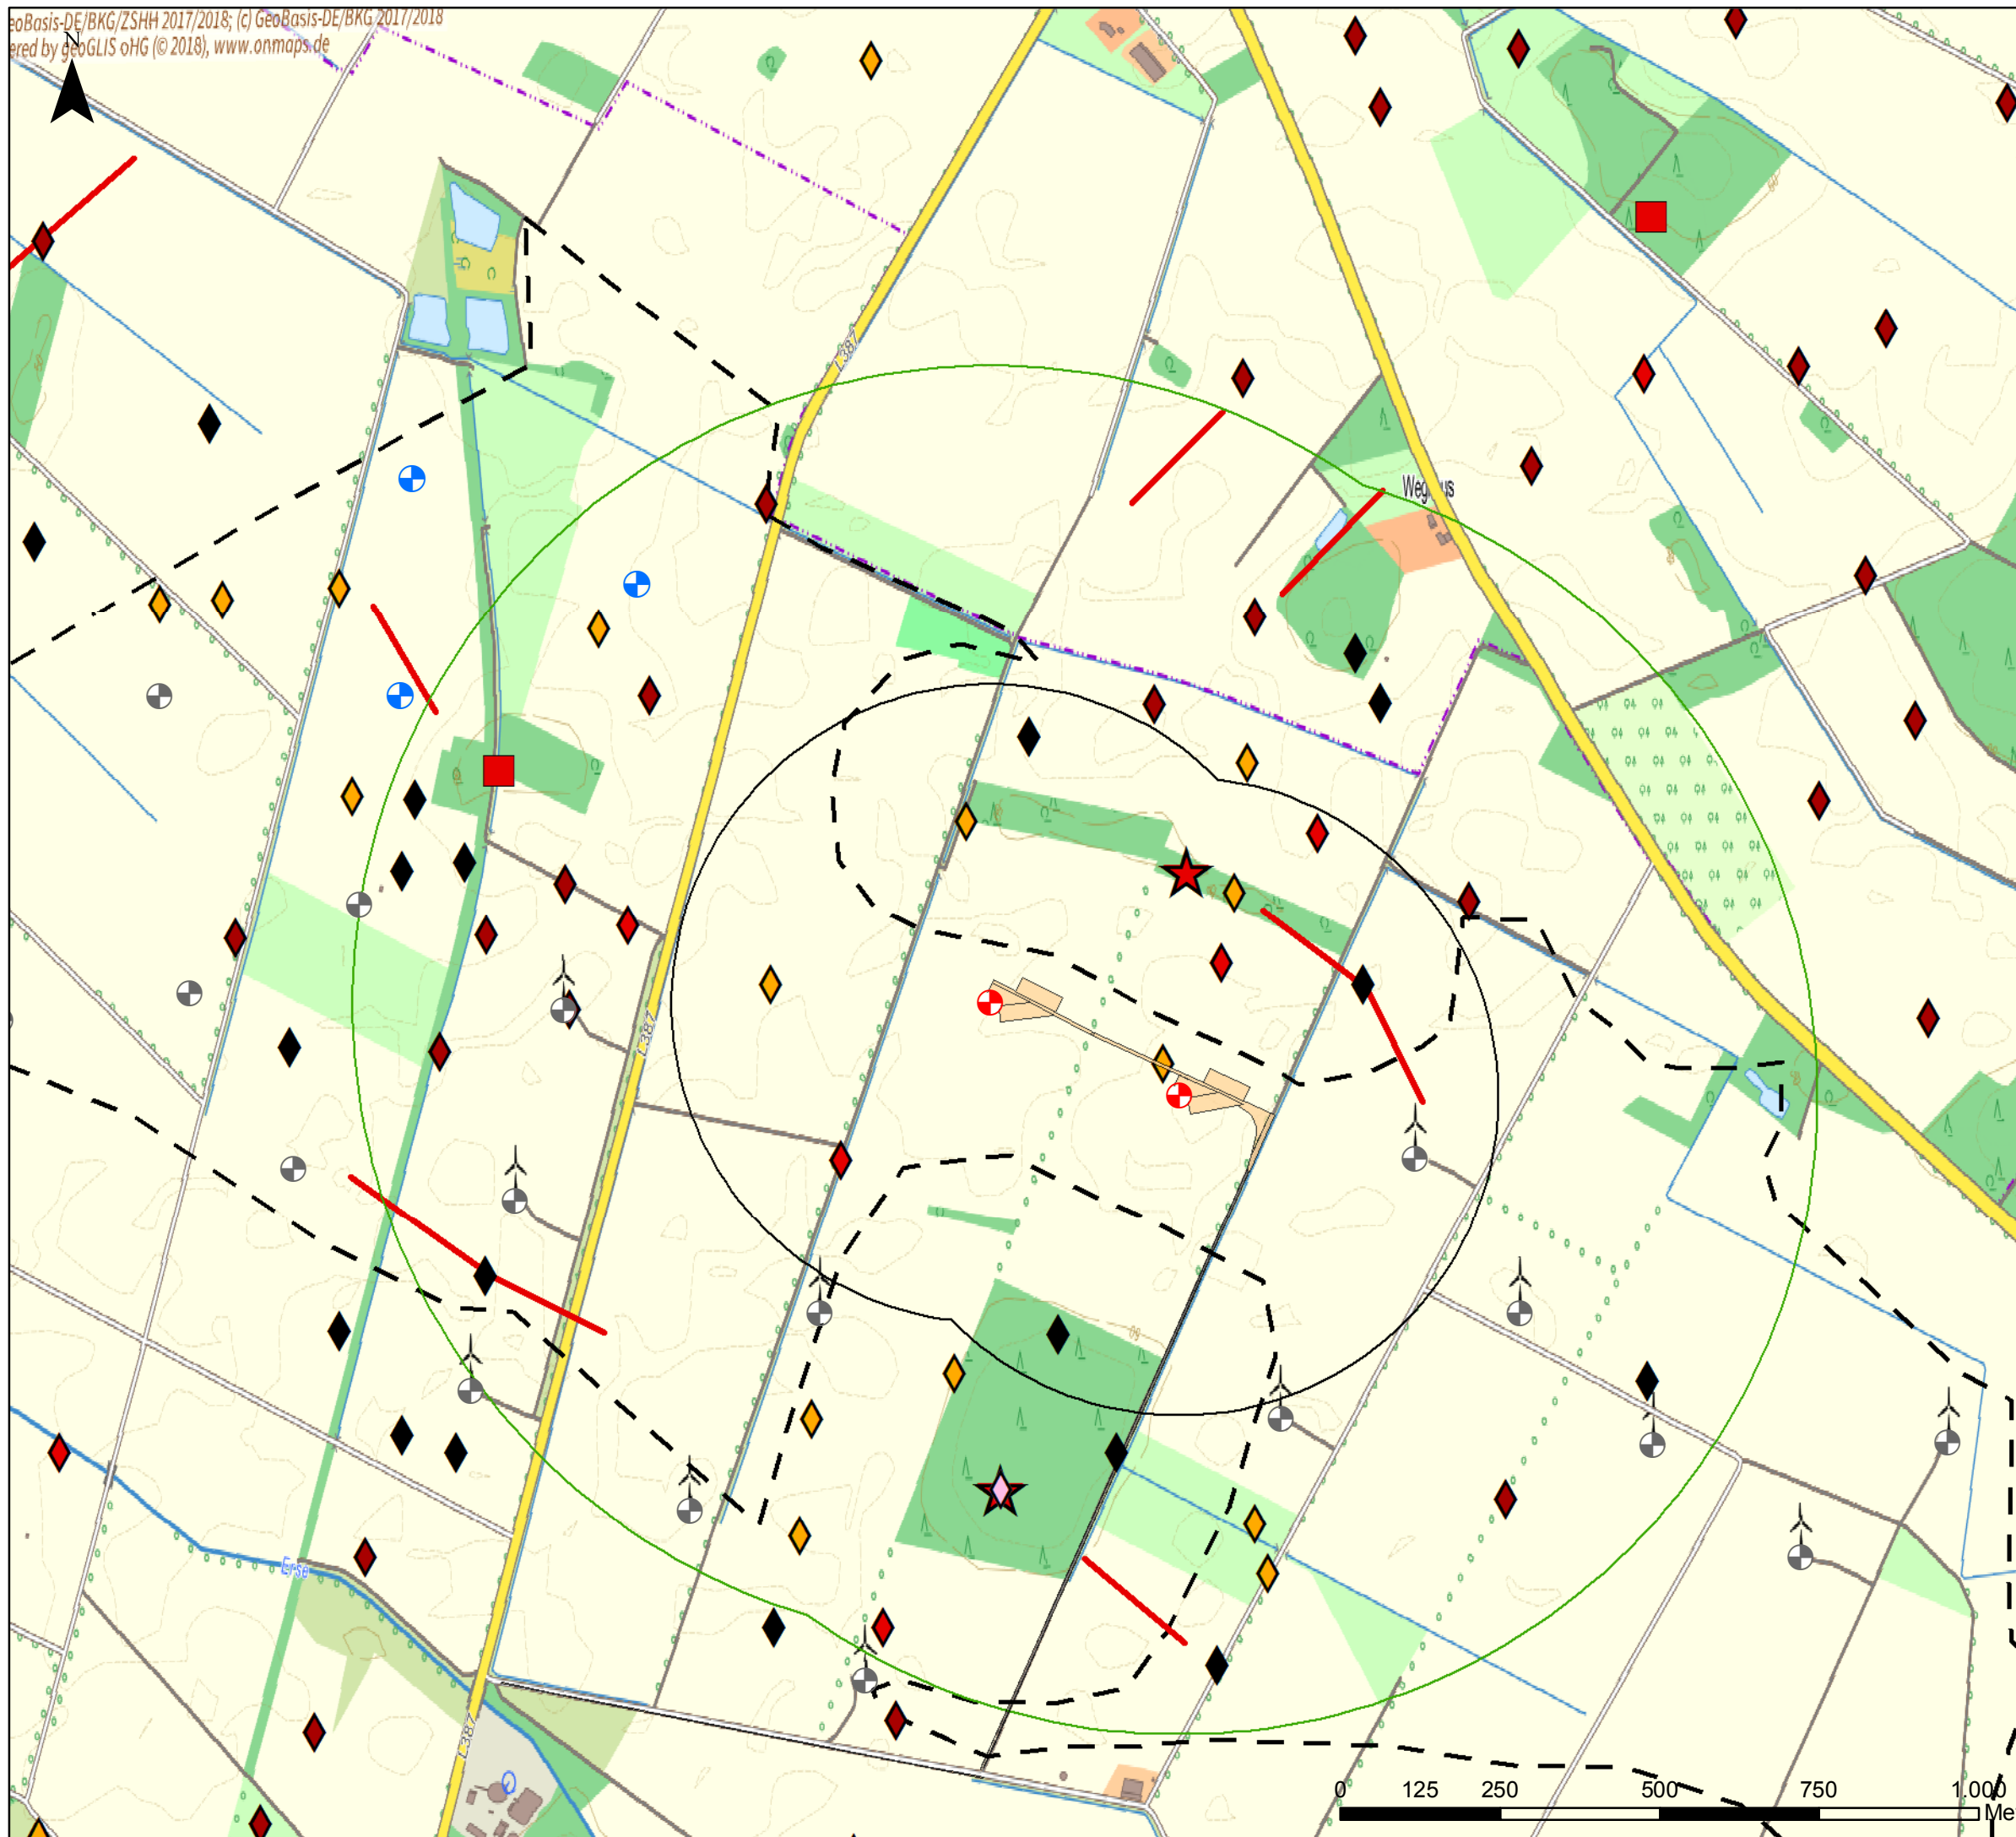 eoBasis-DE/BKG/ZSHH 2017/2018; (c) GeoBasis-DE/BKG 2017/2018
ered by geoGLIS oHG (© 2018), www.onmaps.de
N
L387
L387
Erse
L387
0 125 250 500 750 1.000
Me